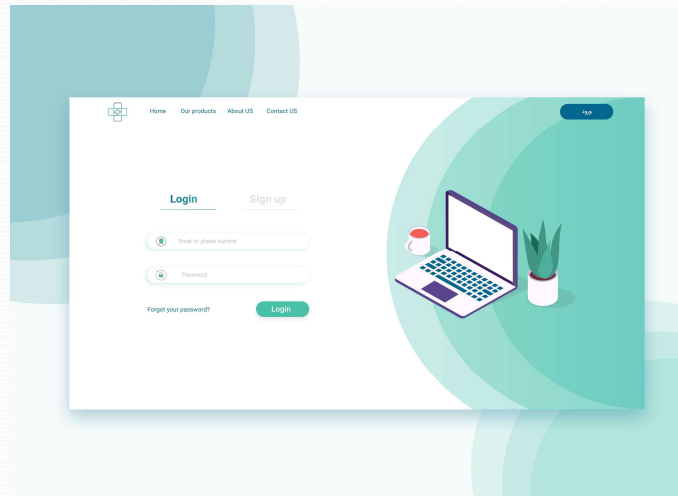 Home Our products About US Contact US
ورود
Login Sign up
Email or phone number
Password
Forgot your password? Login